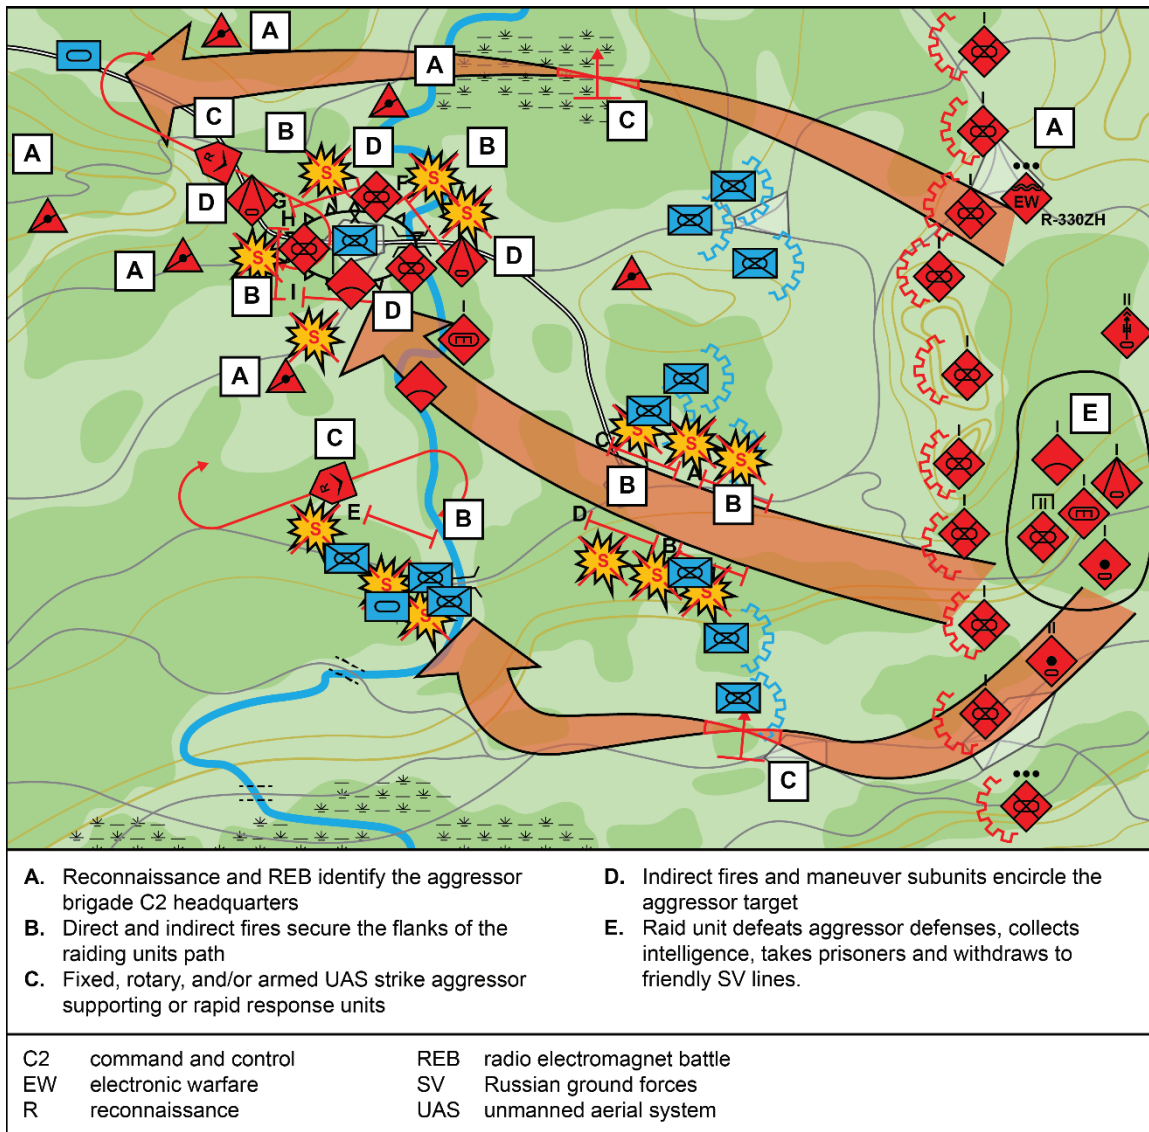 A
A
I
C
B
D
B
C
I
A
A
R
S
S
I
EW
R-330ZH
D
G
F
S
H
D
I
A
S
B
I
D
I
II
S
A
I
E
I
C
S
S
S
C
B
A
B
I
I
I
I
III
R
E
B
D
B
I
S
S
S
S
S
S
I
II
I
C
A. Reconnaissance and REB identify the aggressor
brigade C2 headquarters
B. Direct and indirect fires secure the flanks of the
raiding units path
C. Fixed, rotary, and/or armed UAS strike aggressor
supporting or rapid response units
D. Indirect fires and maneuver subunits encircle the
aggressor target
E. Raid unit defeats aggressor defenses, collects
intelligence, takes prisoners and withdraws to
friendly SV lines.
C2 command and control
EW electronic warfare
R reconnaissance
REB radio electromagnet battle
SV Russian ground forces
UAS unmanned aerial system